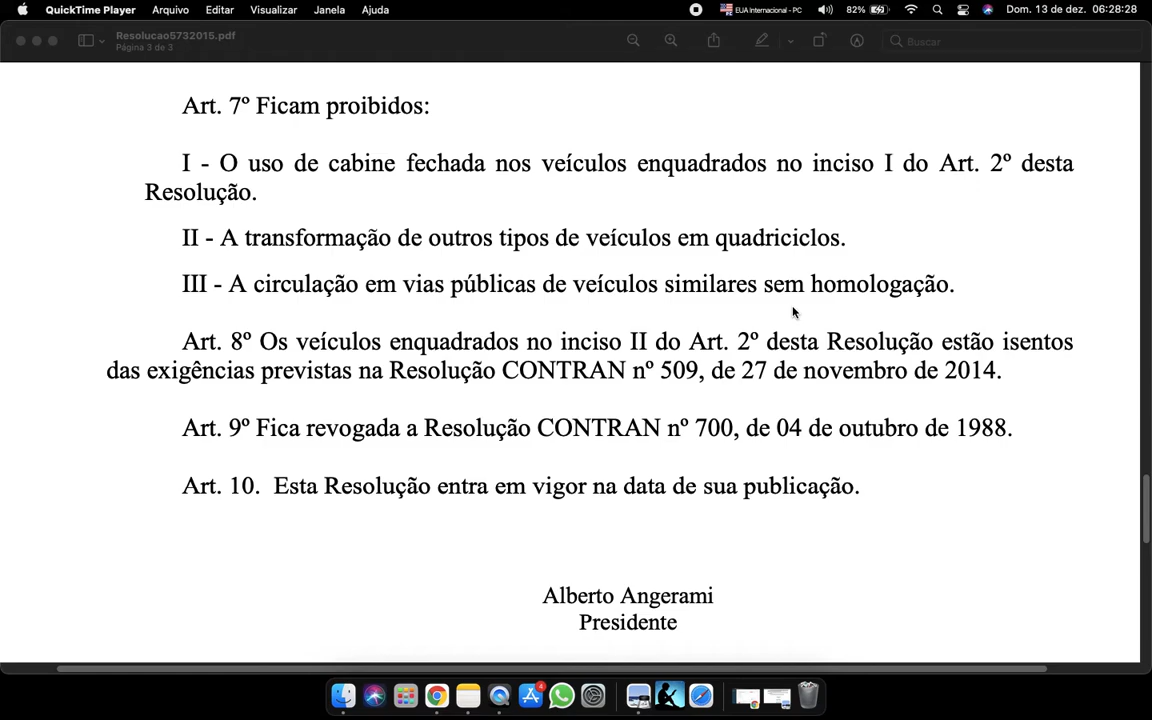 QuickTime Player Arquivo Editar Visualizar Janela Ajuda EUA Internacional - PC 82% Dom. 13 de dez. 06:28:28
Resolucao5732015.pdf
Página 3 de 3
Buscar
Art. 7º Ficam proibidos:
I - O uso de cabine fechada nos veículos enquadrados no inciso I do Art. 2º desta
Resolução.
II - A transformação de outros tipos de veículos em quadriciclos.
III - A circulação em vias públicas de veículos similares sem homologação.
Art. 8º Os veículos enquadrados no inciso II do Art. 2º desta Resolução estão isentos
das exigências previstas na Resolução CONTRAN nº 509, de 27 de novembro de 2014.
Art. 9º Fica revogada a Resolução CONTRAN nº 700, de 04 de outubro de 1988.
Art. 10. Esta Resolução entra em vigor na data de sua publicação.
Alberto Angerami
Presidente
4